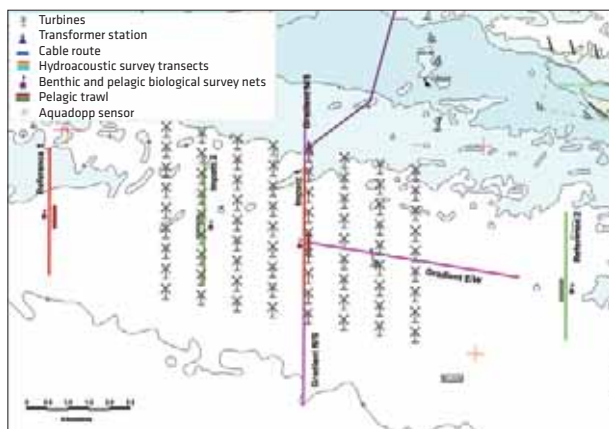 Turbines
Transformer station
Cable route
Hydroacoustic survey transects
Benthic and pelagic biological survey nets
Pelagic trawl
Aquadopp sensor
Gradient N/S
Reference 1
Impact 2
Impact 1
Reference 2
Gradient E/W
Gradient N/S